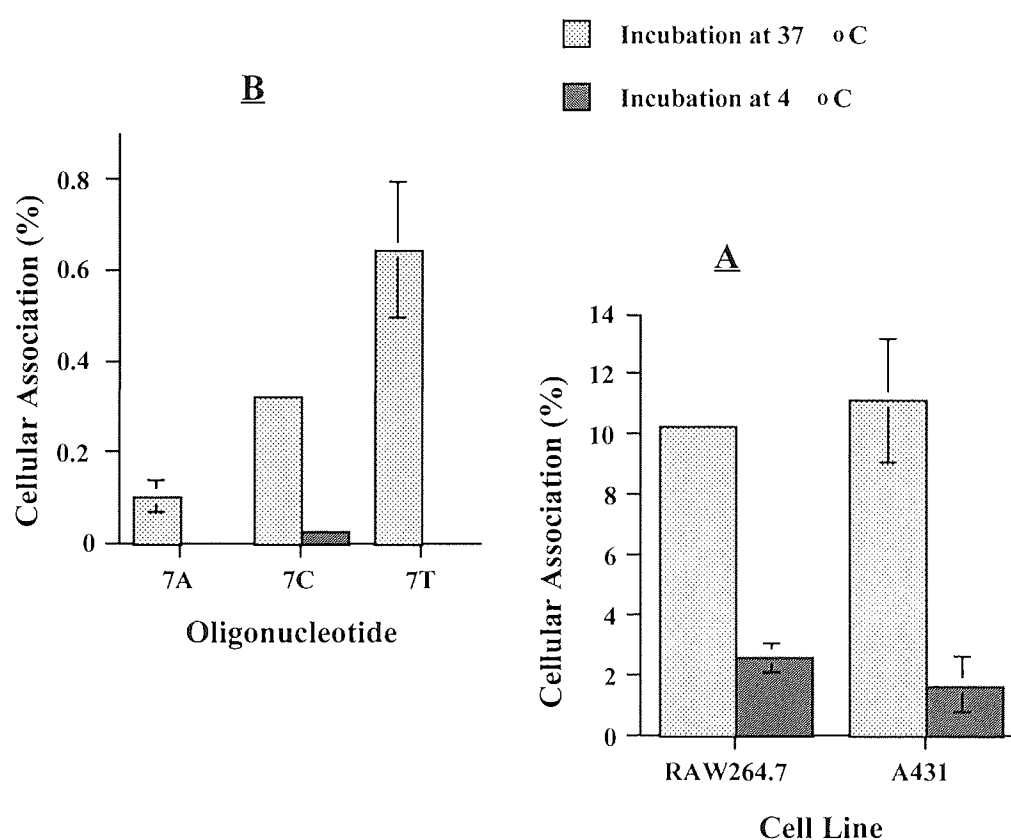 Incubation at 37 o C
Incubation at 4 o C
B
Cellular Association (%)
0.8
0.6
0.4
0.2
0
7A 7C 7T
Oligonucleotide
A
Cellular Association (%)
14
12
10
8
6
4
2
0
RAW264.7 A431
Cell Line